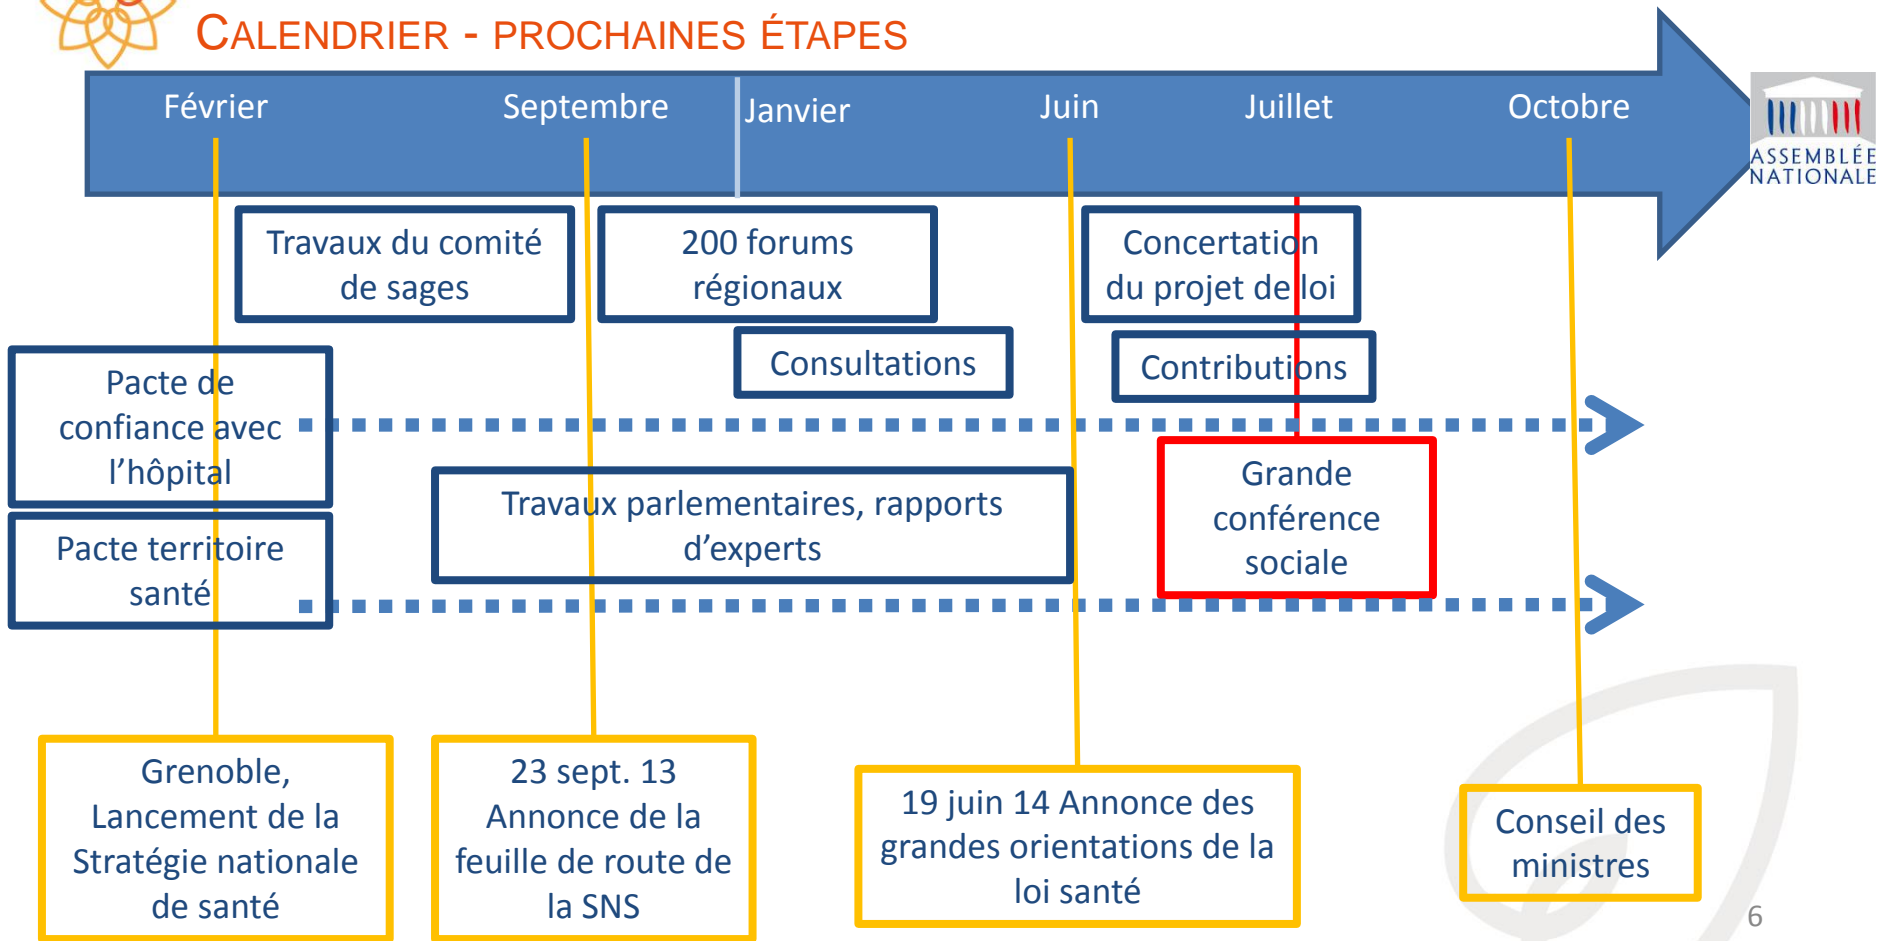 CALENDRIER - PROCHAINES ÉTAPES
Février
Septembre
Janvier
Juin
Juillet
Octobre
ASSEMBLÉE
NATIONALE
Travaux du comité
de sages
200 forums
régionaux
Concertation
du projet de loi
Consultations
Contributions
Pacte de
confiance avec
l’hôpital
Travaux parlementaires, rapports
d’experts
Grande
conférence
sociale
Pacte territoire
santé
Grenoble,
Lancement de la
Stratégie nationale
de santé
23 sept. 13
Annonce de la
feuille de route de
la SNS
19 juin 14 Annonce des
grandes orientations de la
loi santé
Conseil des
ministres
6